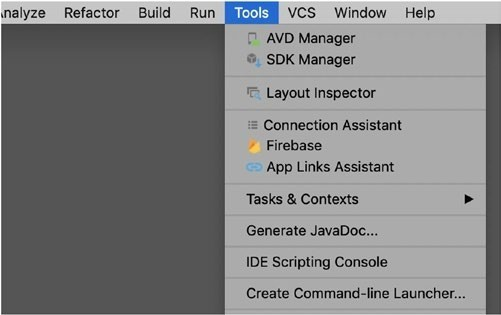 nalyze Refactor Build Run Tools VCS Window Help
AVD Manager
SDK Manager
Layout Inspector
Connection Assistant
Firebase
App Links Assistant
Tasks & Contexts
Generate JavaDoc...
IDE Scripting Console
Create Command-line Launcher...